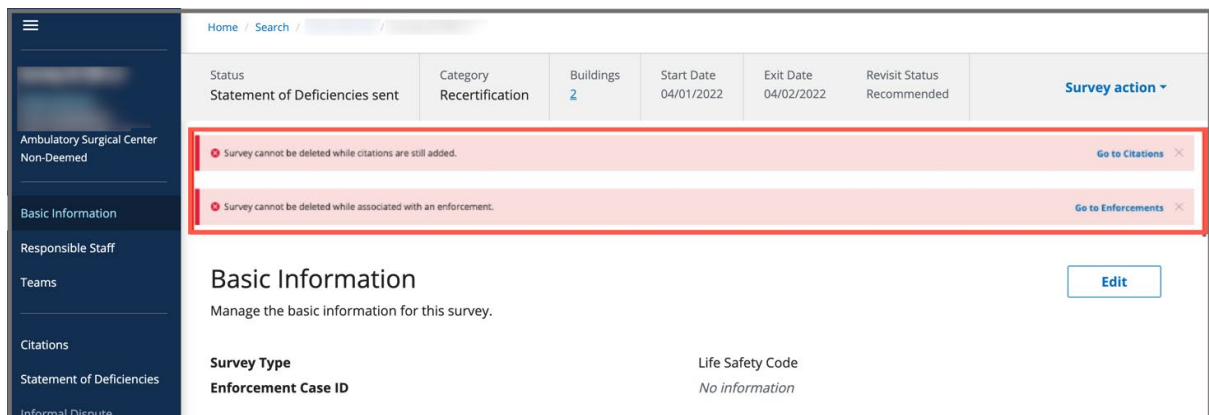 Home / Search / /
Status
Statement of Deficiencies sent
Category
Recertification
Buildings
2
Start Date
04/01/2022
Exit Date
04/02/2022
Revisit Status
Recommended
Survey action
Ambulatory Surgical Center
Non-Deemed
Survey cannot be deleted while citations are still added. Go to Citations
Survey cannot be deleted while associated with an enforcement. Go to Enforcements
Basic Information
Responsible Staff
Teams
Citations
Statement of Deficiencies
Informal Dispute
Basic Information
Edit
Manage the basic information for this survey.
Survey Type Life Safety Code
Enforcement Case ID No information